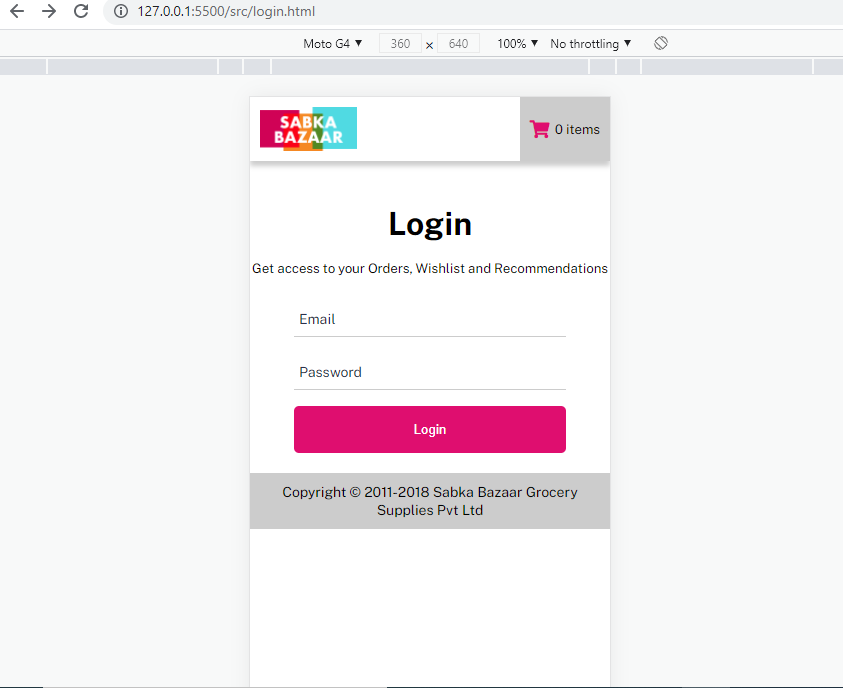 127.0.0.1:5500/src/login.html
Moto G4 ▼ 360 × 640 100% ▼ No throttling ▼
SABKA
BAZAAR
0 items
Login
Get access to your Orders, Wishlist and Recommendations
Email
Password
Login
Copyright © 2011-2018 Sabka Bazaar Grocery
Supplies Pvt Ltd